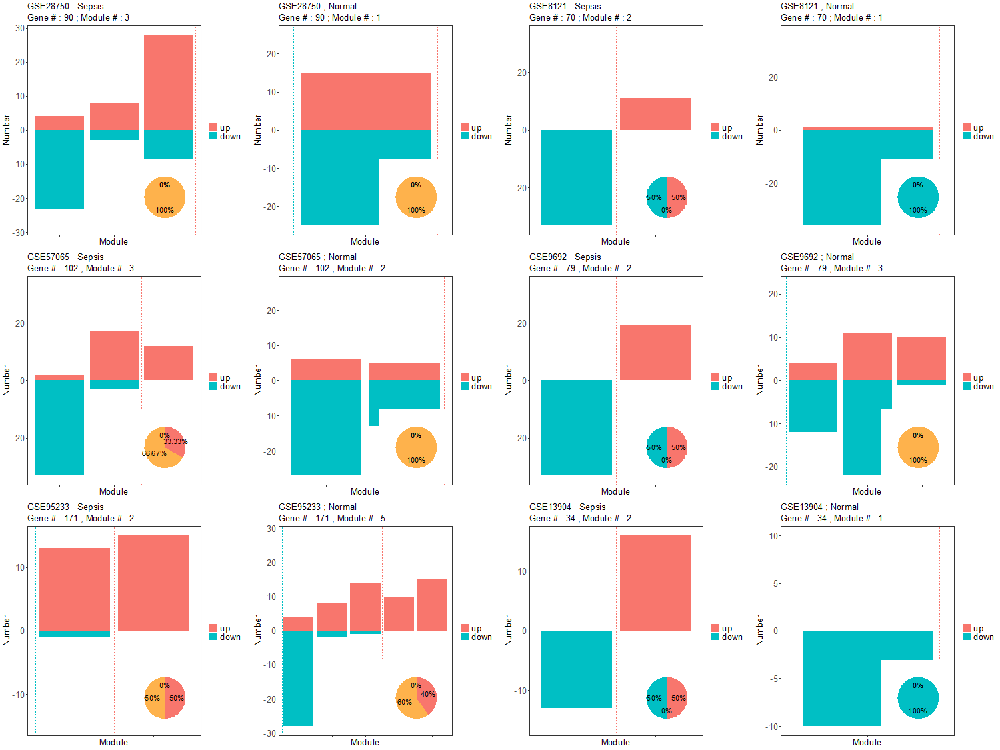 GSE28750   Sepsis
Gene # : 90 ; Module # : 3
30
20
10
0
-10
-20
-30
Number
Module
up
down
0%
100%
GSE28750 ; Normal
Gene # : 90 ; Module # : 1
20
10
0
-10
-20
Number
Module
up
down
0%
100%
GSE8121   Sepsis
Gene # : 70 ; Module # : 2
20
0
-20
Number
Module
up
down
50%
50%
0%
GSE8121 ; Normal
Gene # : 70 ; Module # : 1
20
0
-20
Number
Module
up
down
0%
100%
GSE57065   Sepsis
Gene # : 102 ; Module # : 3
20
0
-20
Number
Module
up
down
0%
33.33%
66.67%
GSE57065 ; Normal
Gene # : 102 ; Module # : 2
20
10
0
-10
-20
Number
Module
up
down
0%
100%
GSE9692   Sepsis
Gene # : 79 ; Module # : 2
20
0
-20
Number
Module
up
down
50%
50%
0%
GSE9692 ; Normal
Gene # : 79 ; Module # : 3
20
10
0
-10
-20
Number
Module
up
down
0%
100%
GSE95233   Sepsis
Gene # : 171 ; Module # : 2
10
0
-10
Number
Module
up
down
0%
50%
50%
GSE95233 ; Normal
Gene # : 171 ; Module # : 5
30
20
10
0
-10
-20
-30
Number
Module
up
down
0%
40%
60%
GSE13904   Sepsis
Gene # : 34 ; Module # : 2
10
0
-10
Number
Module
up
down
50%
50%
0%
GSE13904 ; Normal
Gene # : 34 ; Module # : 1
10
5
0
-5
-10
Number
Module
up
down
0%
100%